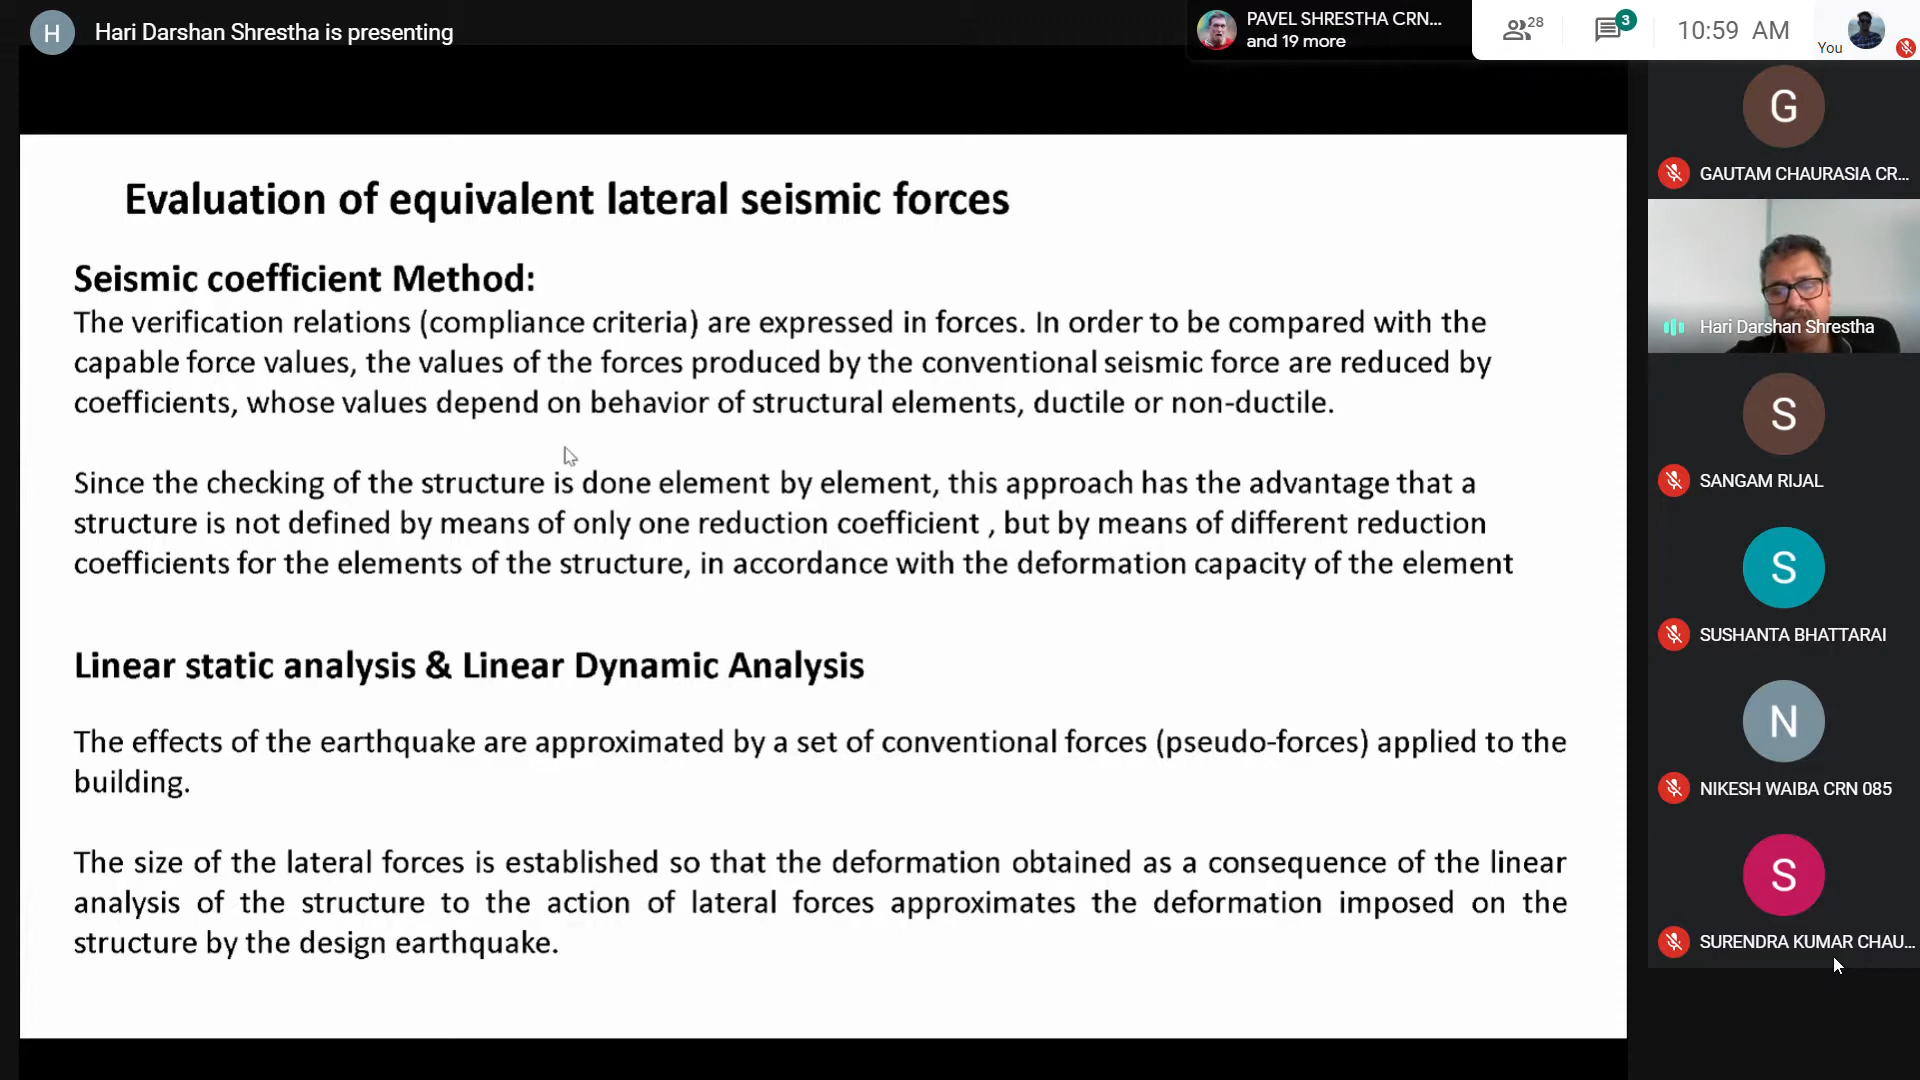 H
Hari Darshan Shrestha is presenting
PAVEL SHRESTHA CRN...
and 19 more
28
3
10:59 AM
You
Evaluation of equivalent lateral seismic forces
Seismic coefficient Method:
The verification relations (compliance criteria) are expressed in forces. In order to be compared with the
capable force values, the values of the forces produced by the conventional seismic force are reduced by
coefficients, whose values depend on behavior of structural elements, ductile or non-ductile.
Since the checking of the structure is done element by element, this approach has the advantage that a
structure is not defined by means of only one reduction coefficient , but by means of different reduction
coefficients for the elements of the structure, in accordance with the deformation capacity of the element
Linear static analysis & Linear Dynamic Analysis
The effects of the earthquake are approximated by a set of conventional forces (pseudo-forces) applied to the
building.
The size of the lateral forces is established so that the deformation obtained as a consequence of the linear
analysis of the structure to the action of lateral forces approximates the deformation imposed on the
structure by the design earthquake.
G
GAUTAM CHAURASIA CR...
Hari Darshan Shrestha
S
SANGAM RIJAL
S
SUSHANTA BHATTARAI
N
NIKESH WAIBA CRN 085
S
SURENDRA KUMAR CHAU...